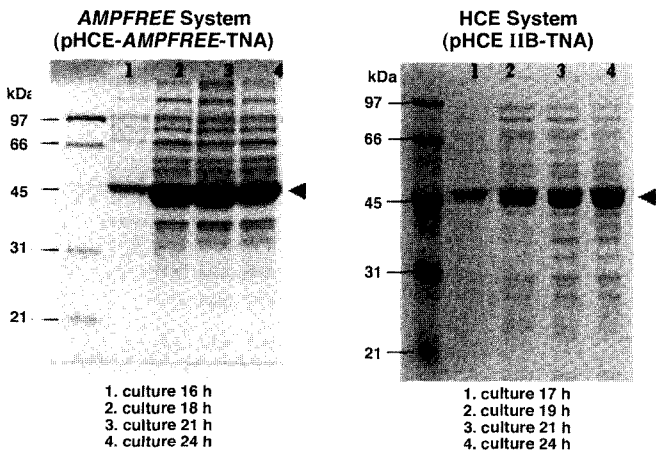 AMPFREE System
(pHCE-AMPFREE-TNA)
1 2 3 4
kDa
97
66
45
31
21
1. culture 16 h
2. culture 18 h
3. culture 21 h
4. culture 24 h
HCE System
(pHCE IIB-TNA)
1 2 3 4
kDa
97
66
45
31
21
1. culture 17 h
2. culture 19 h
3. culture 21 h
4. culture 24 h